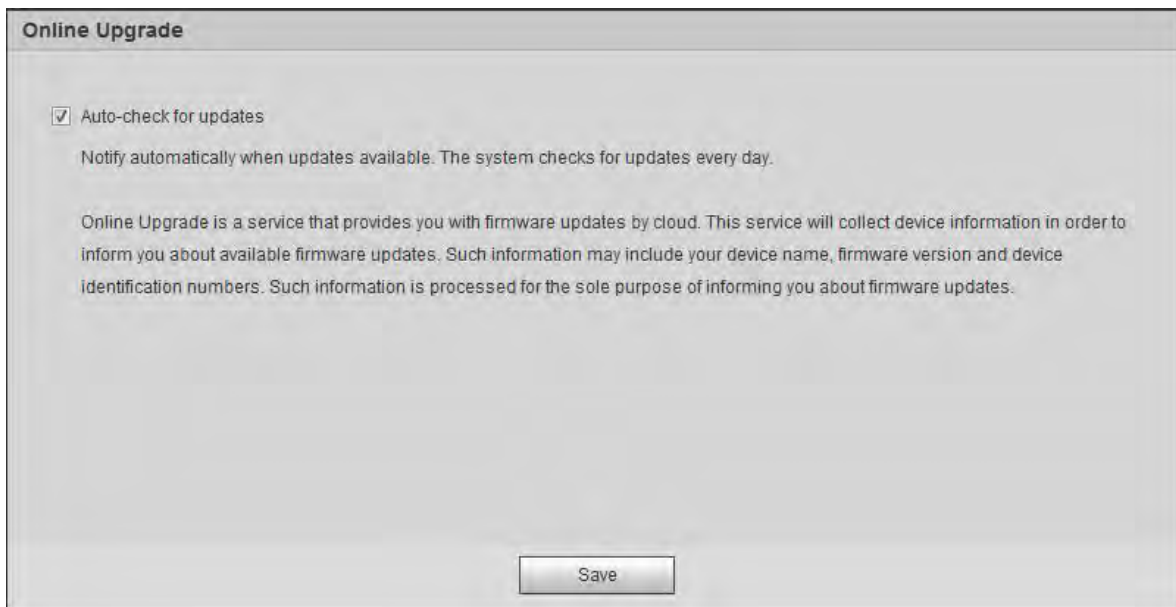 Online Upgrade
Auto-check for updates
Notify automatically when updates available. The system checks for updates every day.
Online Upgrade is a service that provides you with firmware updates by cloud. This service will collect device information in order to
inform you about available firmware updates. Such information may include your device name, firmware version and device
identification numbers. Such information is processed for the sole purpose of informing you about firmware updates.
Save